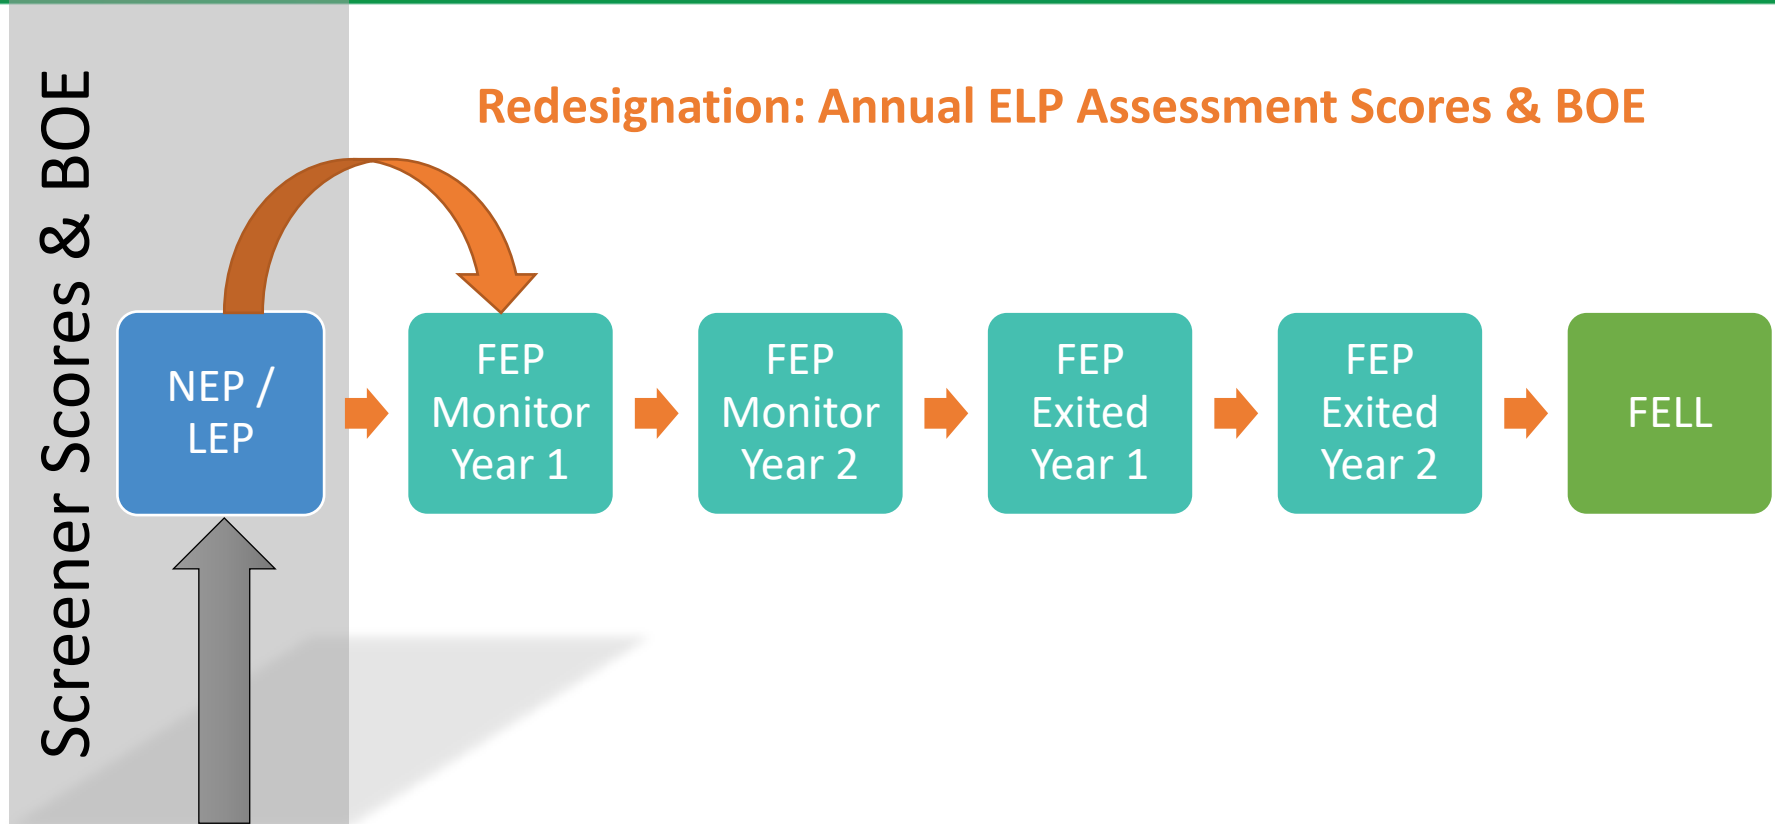 Screener Scores & BOE
Redesignation: Annual ELP Assessment Scores & BOE
NEP /
LEP
FEP
Monitor
Year 1
FEP
Monitor
Year 2
FEP
Exited
Year 1
FEP
Exited
Year 2
FELL